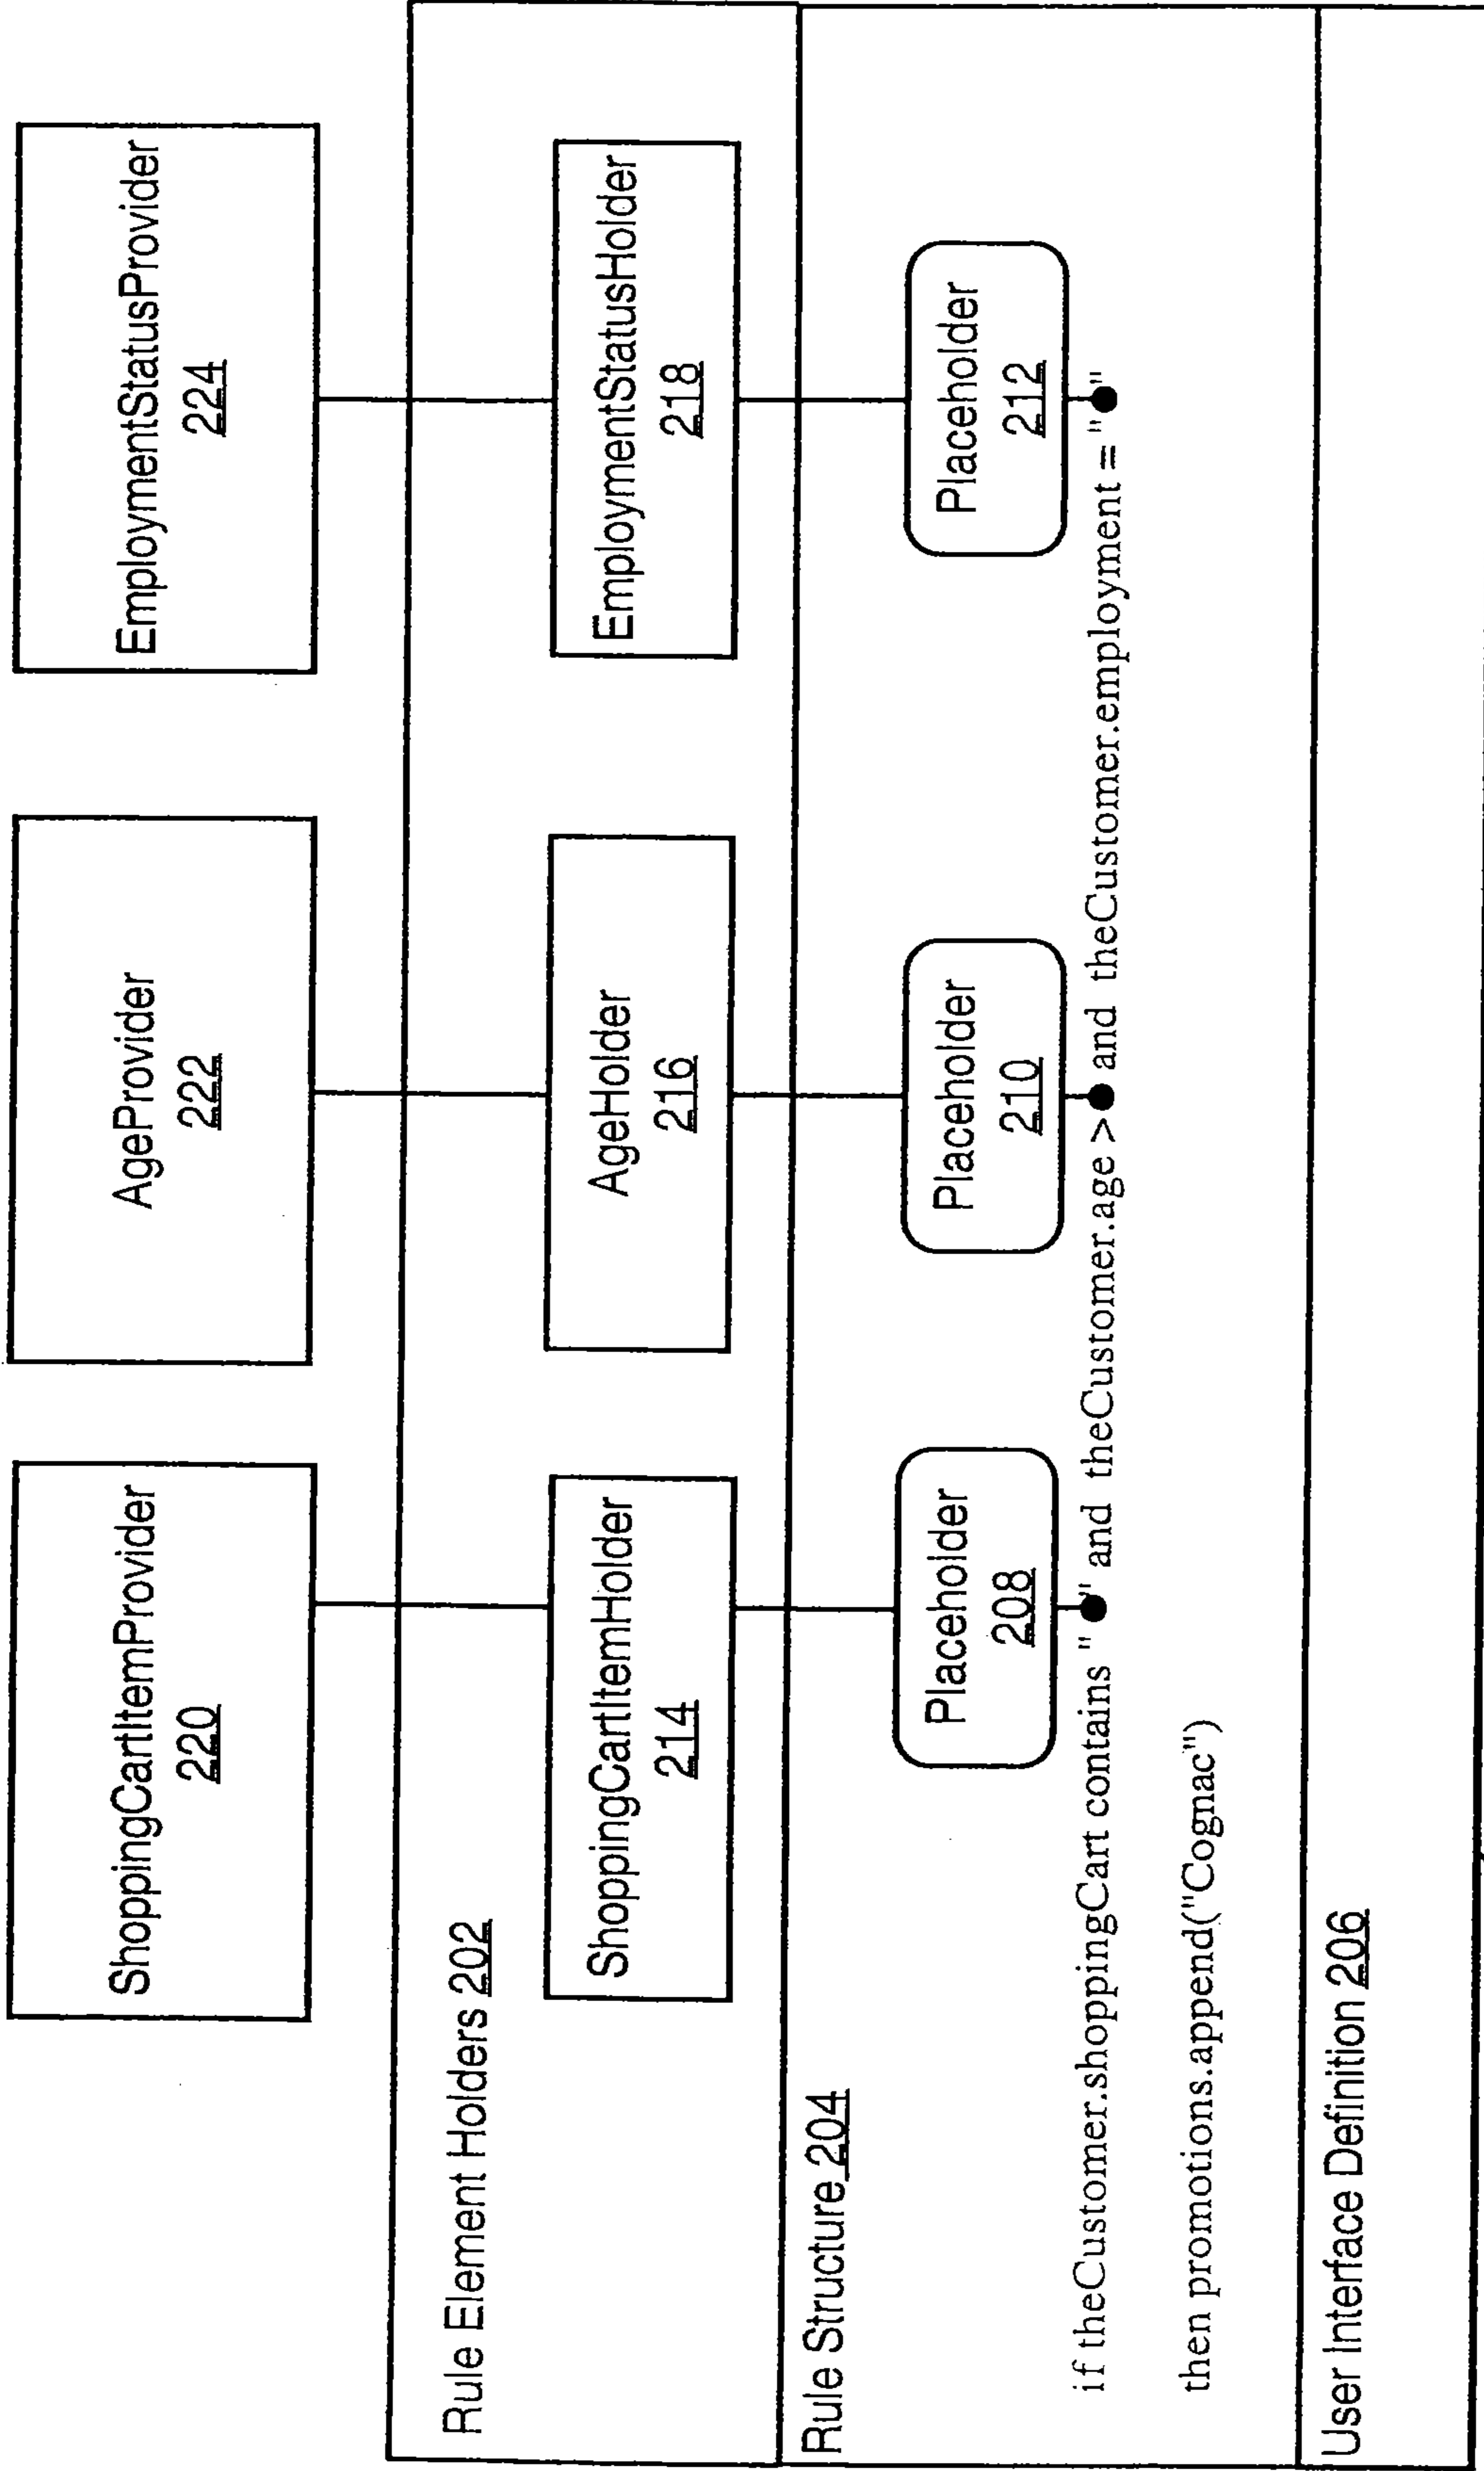 ShoppingCartItemProvider
220
AgeProvider
222
EmploymentStatusProvider
224
Rule Element Holders 202
ShoppingCartItemHolder
214
AgeHolder
216
EmploymentStatusHolder
218
Rule Structure 204
Placeholder
208
Placeholder
210
Placeholder
212
if theCustomer.shoppingCart contains " " and theCustomer.age > and theCustomer.employment = " "
then promotions.append("Cognac")
User Interface Definition 206